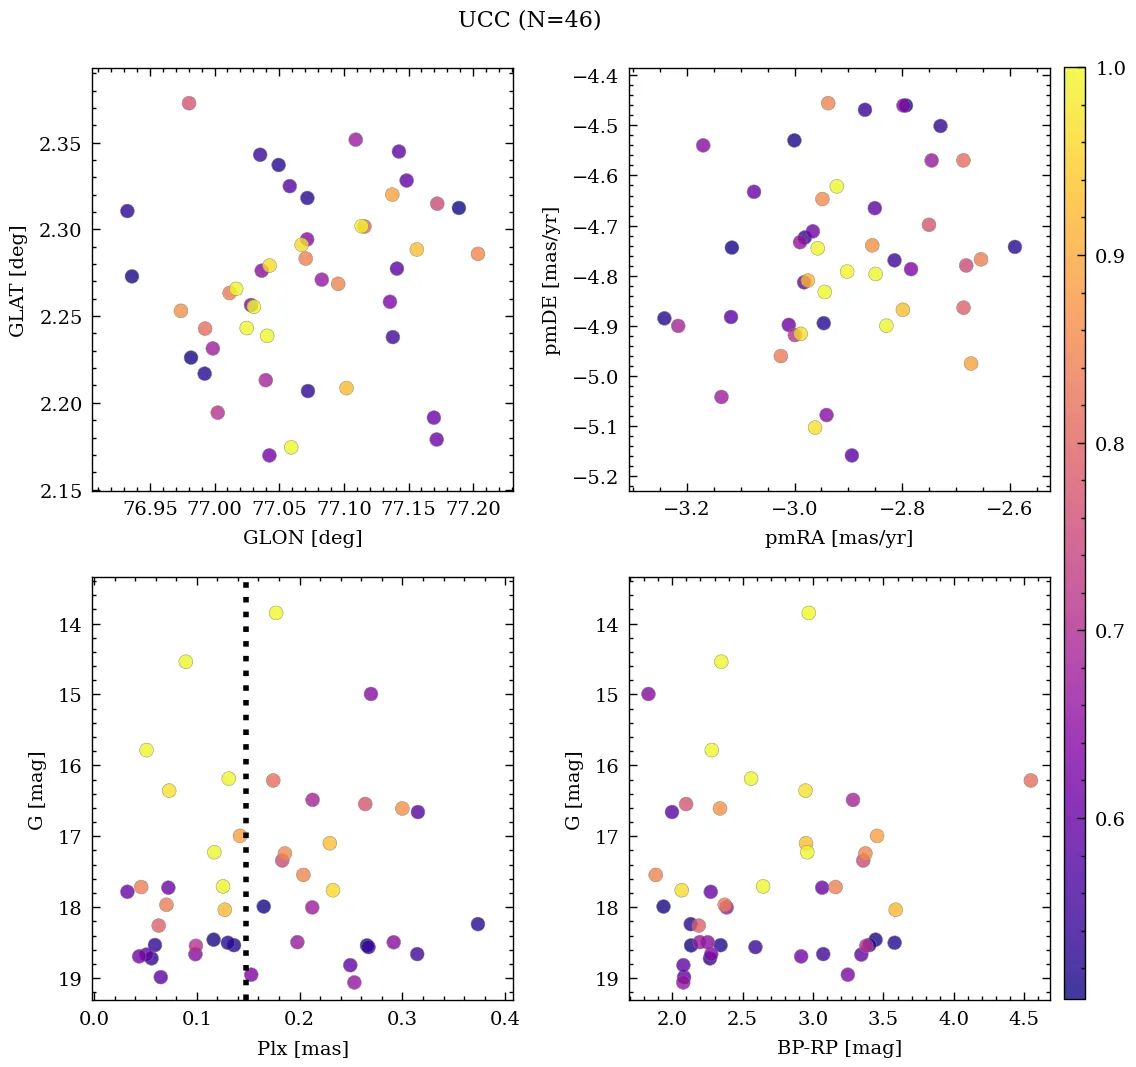 UCC (N=46)
2.35
2.30
2.25
2.20
2.15
GLAT [deg]
76.95 77.00 77.05 77.10 77.15 77.20
GLON [deg]
−4.4
−4.5
−4.6
−4.7
−4.8
−4.9
−5.0
−5.1
−5.2
pmDE [mas/yr]
−3.2 −3.0 −2.8 −2.6
pmRA [mas/yr]
14
15
16
17
18
19
G [mag]
0.0 0.1 0.2 0.3 0.4
Plx [mas]
14
15
16
17
18
19
G [mag]
2.0 2.5 3.0 3.5 4.0 4.5
BP-RP [mag]
1.0
0.9
0.8
0.7
0.6